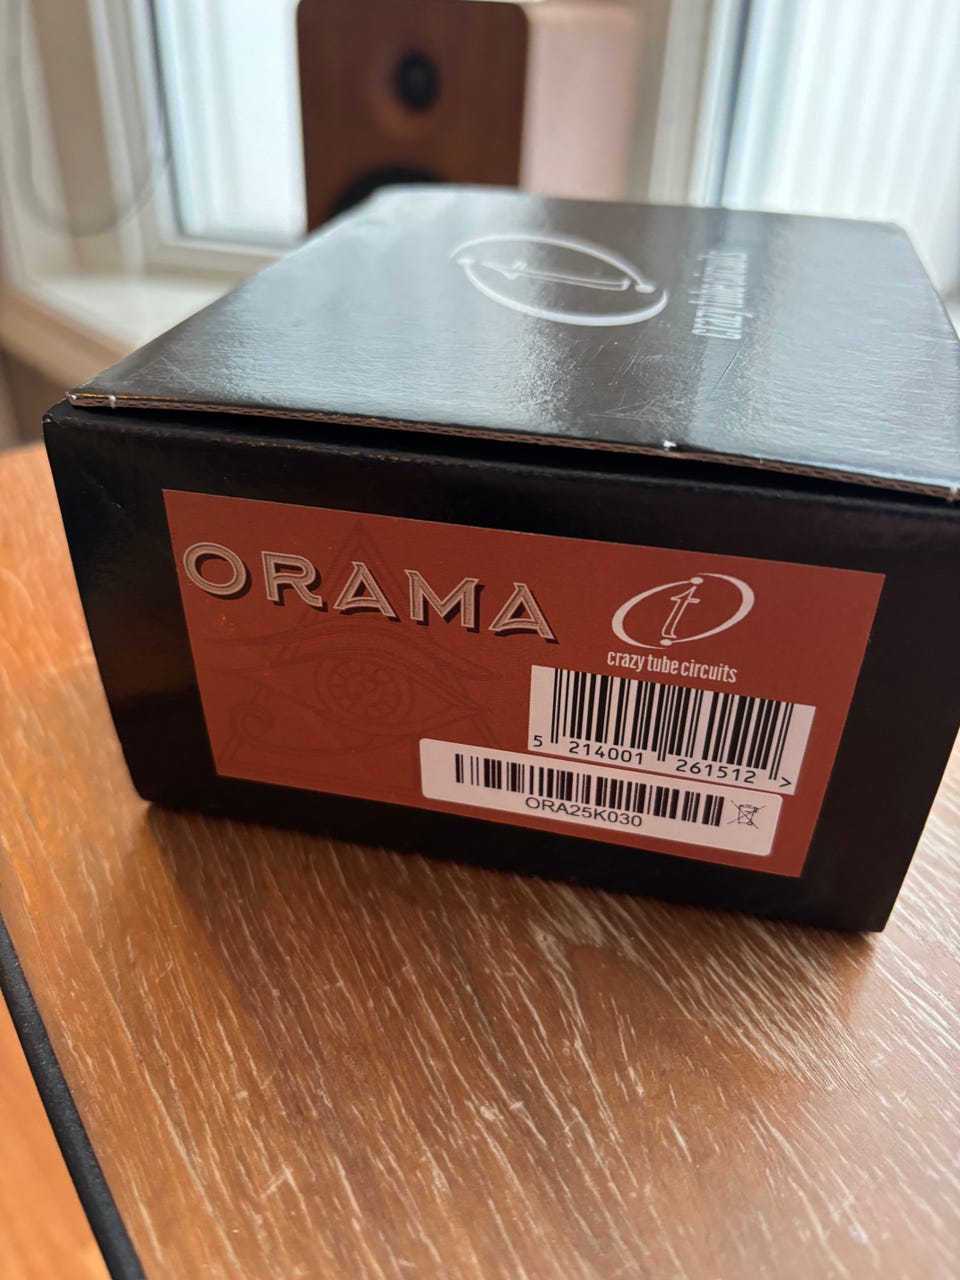 crazy tube circuits
ORAMA
crazy tube circuits
5 214001 261512 >
ORA25K030